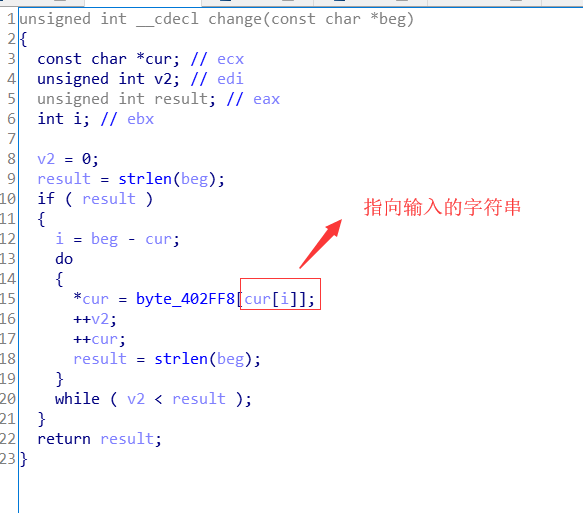 1 unsigned int __cdecl change(const char *beg)
2 {
3 const char *cur; // ecx
4 unsigned int v2; // edi
5 unsigned int result; // eax
6 int i; // ebx
7
8 v2 = 0;
9 result = strlen(beg);
10 if ( result )
11 {
12 i = beg - cur;
13 do
14 {
15 *cur = byte_402FF8[cur[i]];
16 ++v2;
17 ++cur;
18 result = strlen(beg);
19 }
20 while ( v2 < result );
21 }
22 return result;
23 }
指向输入的字符串